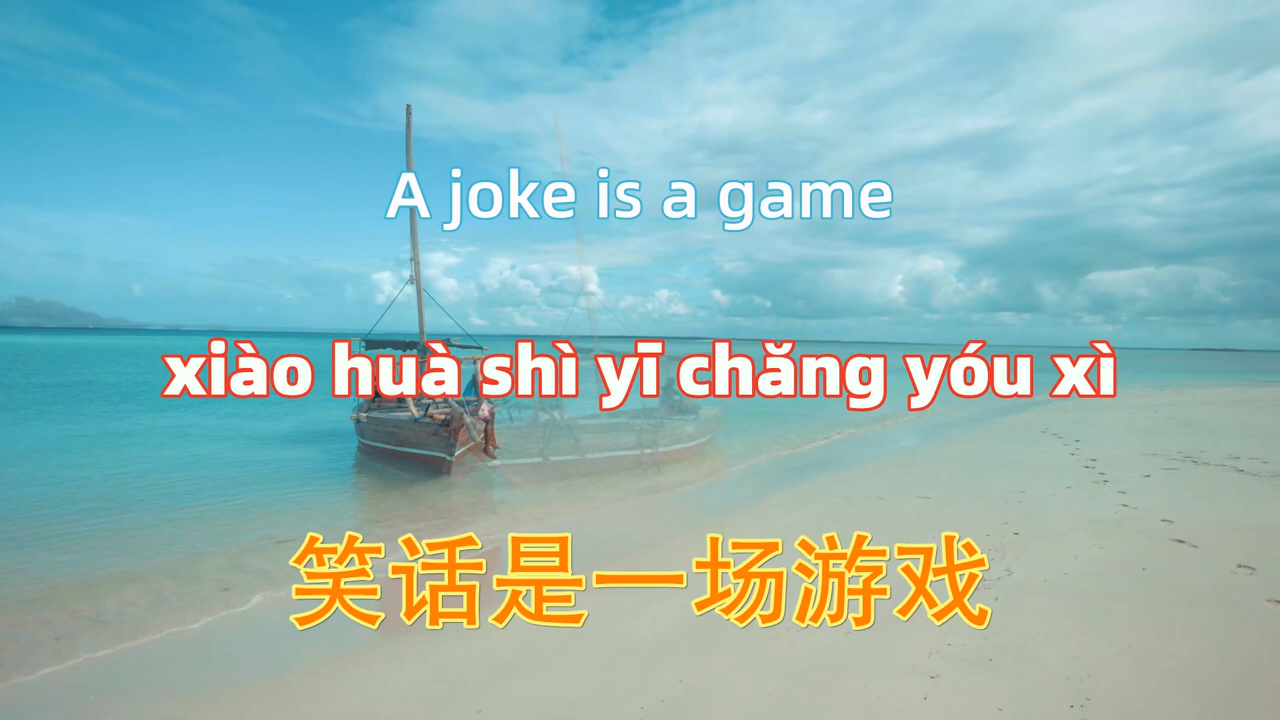 A joke is a game
xiào huà shì yī chǎng yóu xì
笑话是一场游戏